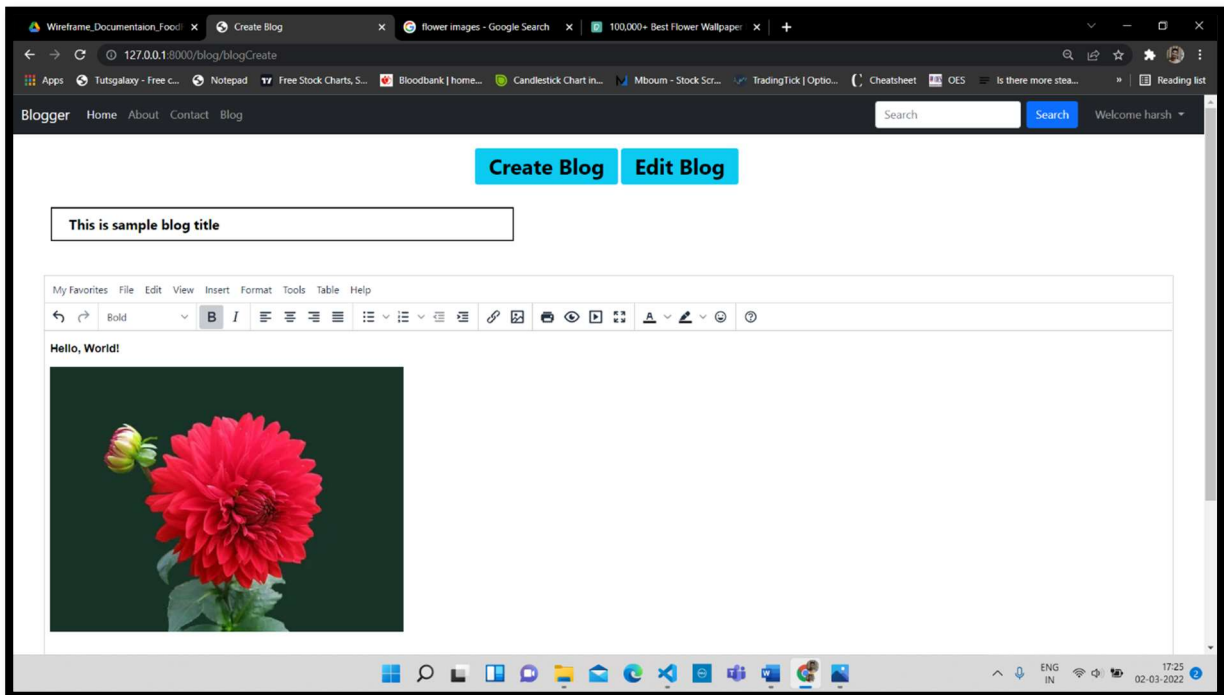 Wireframe_Documentaion_Food
Create Blog
flower images - Google Search
100,000+ Best Flower Wallpaper
127.0.0.1:8000/blog/blogCreate
Apps Tutsgalaxy - Free c... Notepad Free Stock Charts, S... Bloodbank | home... Candlestick Chart in... Mboum - Stock Scr... TradingTick | Optio... Cheatsheet OES Is there more stea... » Reading list
Blogger Home About Contact Blog Search Search Welcome harsh
Create Blog Edit Blog
This is sample blog title
My Favorites File Edit View Insert Format Tools Table Help
Bold B I A
Hello, World!
ENG
IN
17:25
02-03-2022
2